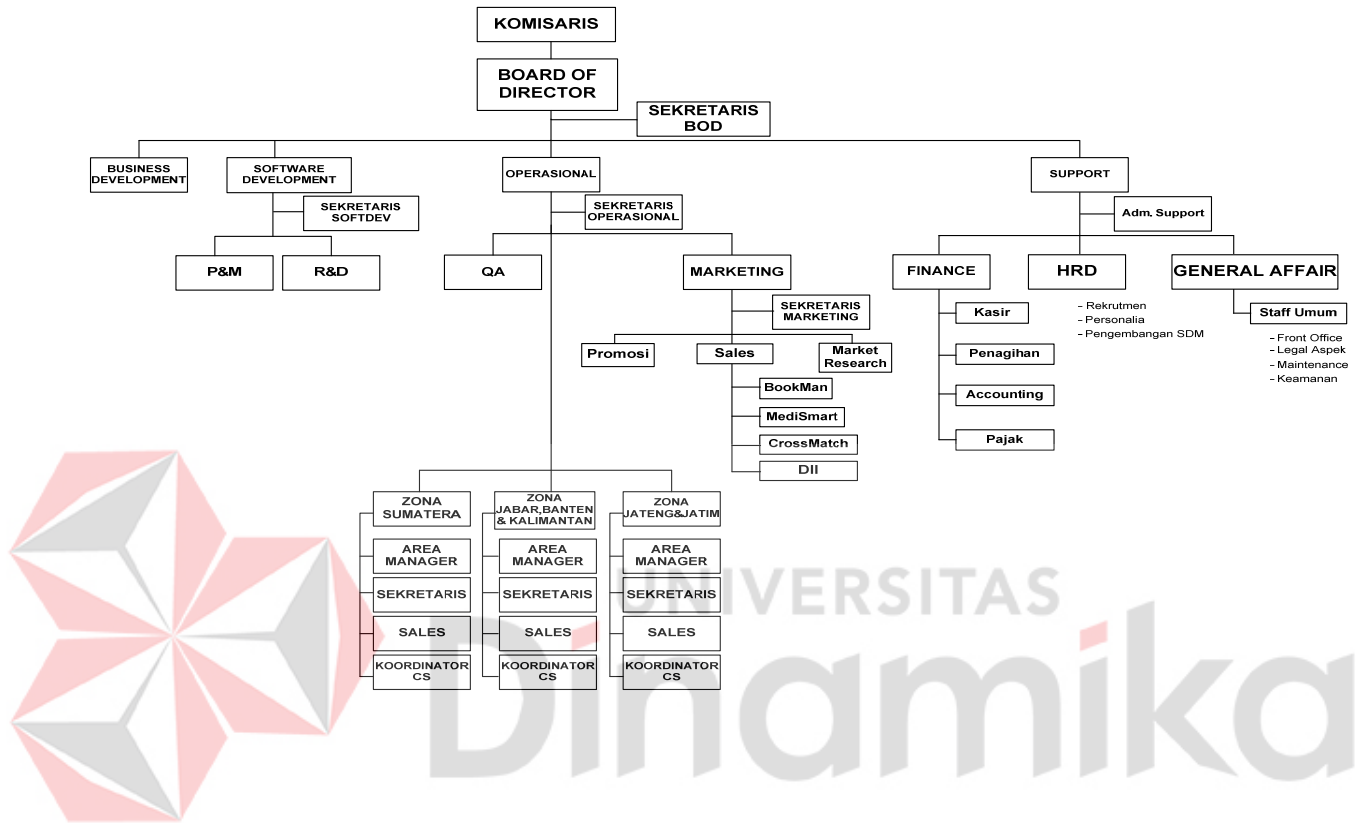 KOMISARIS
BOARD OF
DIRECTOR
SEKRETARIS
BOD
BUSINESS
DEVELOPMENT
SOFTWARE
DEVELOPMENT
OPERASIONAL
SUPPORT
SEKRETARIS
SOFTDEV
SEKRETARIS
OPERASIONAL
Adm. Support
P&M
R&D
QA
MARKETING
FINANCE
HRD
GENERAL AFFAIR
SEKRETARIS
MARKETING
Kasir
- Rekrutmen
- Personalia
- Pengembangan SDM
Staff Umum
- Front Office
- Legal Aspek
- Maintenance
- Keamanan
Promosi
Sales
Market
Research
Penagihan
BookMan
Accounting
MediSmart
CrossMatch
Pajak
Dll
ZONA
SUMATERA
ZONA
JABAR,BANTEN
& KALIMANTAN
ZONA
JATENG&JATIM
AREA
MANAGER
AREA
MANAGER
AREA
MANAGER
SEKRETARIS
SEKRETARIS
SEKRETARIS
SALES
SALES
SALES
KOORDINATOR
CS
KOORDINATOR
CS
KOORDINATOR
CS
UNIVERSITAS
Dinamika